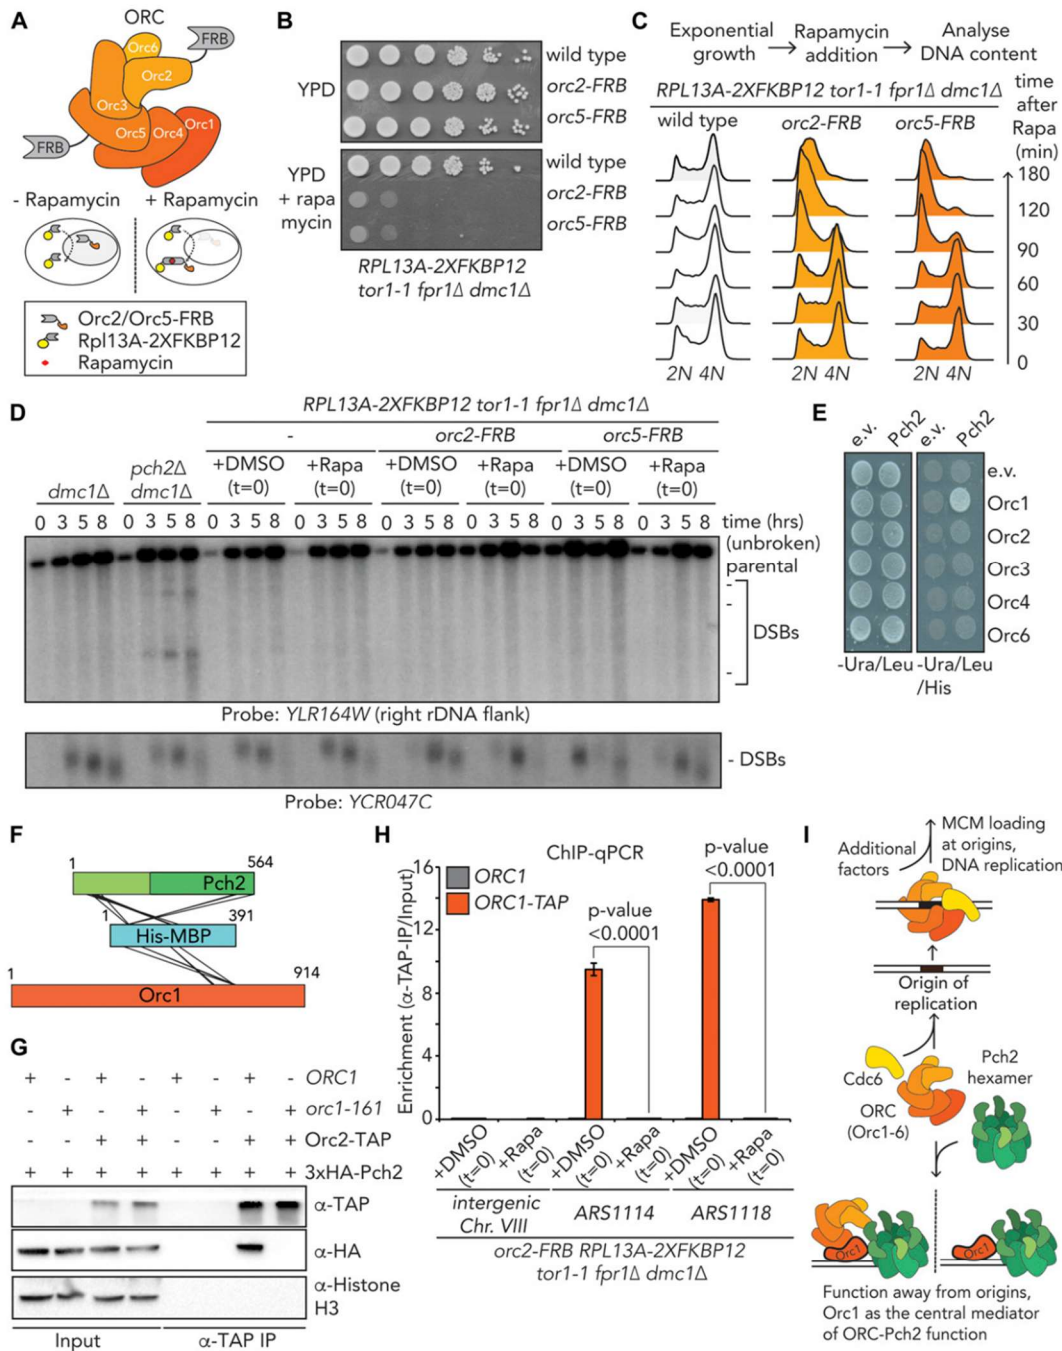 A
ORC
FRB
Orc6
Orc2
Orc3
Orc1
Orc5
Orc4
FRB
- Rapamycin
+ Rapamycin
Orc2/Orc5-FRB
Rpl13A-2XFKBP12
Rapamycin
B
YPD
wild type
orc2-FRB
orc5-FRB
YPD
+ rapa
mycin
wild type
orc2-FRB
orc5-FRB
RPL13A-2XFKBP12
tor1-1 fpr1Δ dmc1Δ
C
Exponential
growth
Rapamycin
addition
Analyse
DNA content
RPL13A-2XFKBP12 tor1-1 fpr1Δ dmc1Δ
wild type
orc2-FRB
orc5-FRB
time
after
Rapa
(min)
180
120
90
60
30
0
2N 4N
2N 4N
2N 4N
D
RPL13A-2XFKBP12 tor1-1 fpr1Δ dmc1Δ
-
orc2-FRB
orc5-FRB
dmc1Δ
pch2Δ
dmc1Δ
+DMSO
(t=0)
+Rapa
(t=0)
+DMSO
(t=0)
+Rapa
(t=0)
+DMSO
(t=0)
+Rapa
(t=0)
0 3 5 8 0 3 5 8 0 3 5 8 0 3 5 8 0 3 5 8 0 3 5 8 0 3 5 8 0 3 5 8 time (hrs)
(unbroken)
parental
DSBs
Probe: YLR164W (right rDNA flank)
- DSBs
Probe: YCR047C
E
e.v.
Pch2
e.v.
Pch2
e.v.
Orc1
Orc2
Orc3
Orc4
Orc6
-Ura/Leu
-Ura/Leu
/His
F
1
564
Pch2
1
391
His-MBP
1
914
Orc1
G
+ - + - + - + - ORC1
- + - + - + - + orc1-161
- - + + - - + + Orc2-TAP
+ + + + + + + + 3xHA-Pch2
α-TAP
α-HA
α-Histone
H3
Input
α-TAP IP
H
ChIP-qPCR
ORC1
ORC1-TAP
p-value
<0.0001
p-value
<0.0001
Enrichment (α-TAP-IP/Input)
16
12
8
4
0
+DMSO
(t=0)
+Rapa
(t=0)
+DMSO
(t=0)
+Rapa
(t=0)
+DMSO
(t=0)
+Rapa
(t=0)
intergenic
Chr. VIII
ARS1114
ARS1118
orc2-FRB RPL13A-2XFKBP12
tor1-1 fpr1Δ dmc1Δ
I
Additional
factors
MCM loading
at origins,
DNA replication
Origin of
replication
Cdc6
Pch2
hexamer
ORC
(Orc1-6)
Orc1
Orc1
Function away from origins,
Orc1 as the central mediator
of ORC-Pch2 function